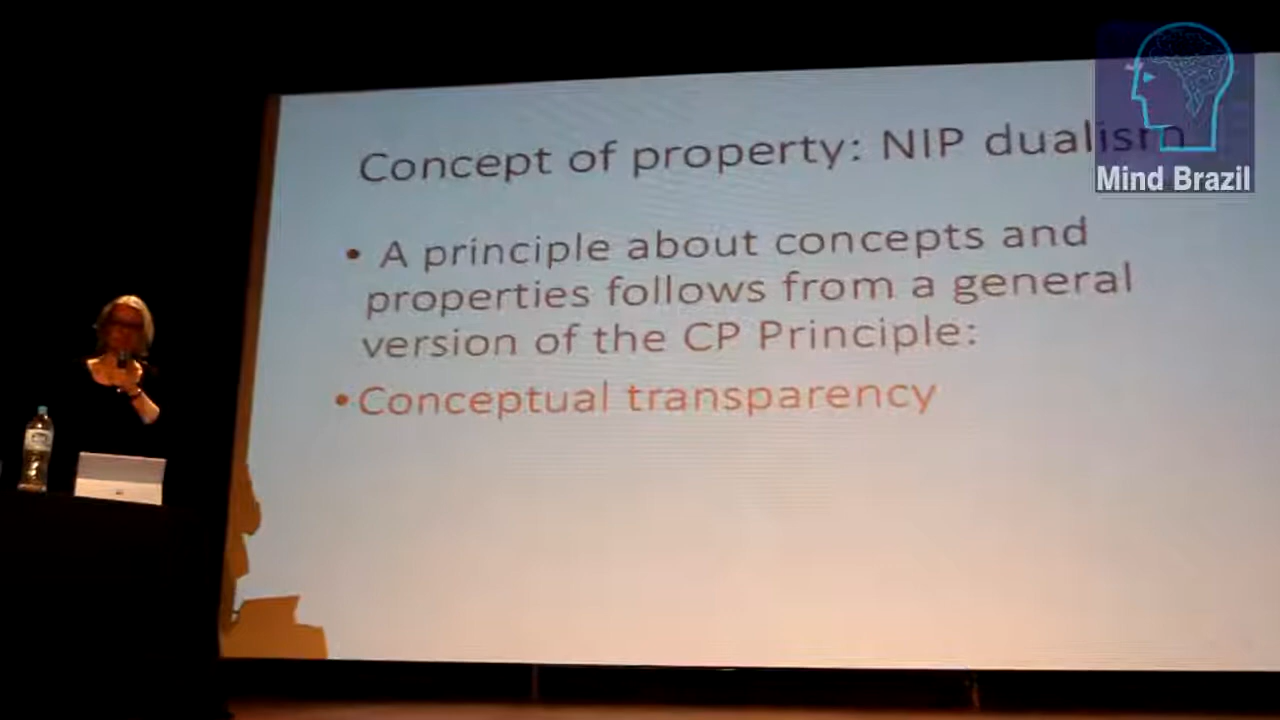 Concept of property: NIP dualism
• A principle about concepts and
properties follows from a general
version of the CP Principle:
• Conceptual transparency
Mind Brazil